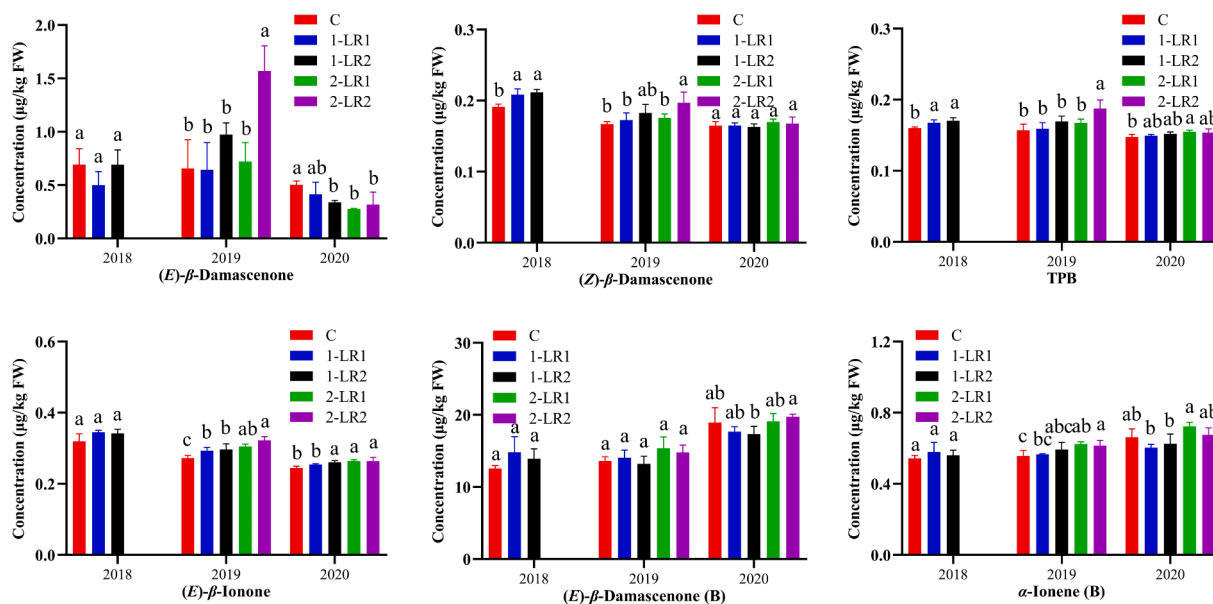 Concentration (µg/kg FW)
2.0
1.5
1.0
0.5
0.0
C
1-LR1
1-LR2
2-LR1
2-LR2
a a a
b b b b a
a ab b b b
2018 2019 2020
(E)-β-Damascenone
Concentration (µg/kg FW)
0.3
0.2
0.1
0.0
C
1-LR1
1-LR2
2-LR1
2-LR2
b a a
b b ab b a
a a a a a
2018 2019 2020
(Z)-β-Damascenone
Concentration (µg/kg FW)
0.3
0.2
0.1
0.0
C
1-LR1
1-LR2
2-LR1
2-LR2
b a a
b b b b a
b ab ab a ab
2018 2019 2020
TPB
Concentration (µg/kg FW)
0.6
0.4
0.2
0.0
C
1-LR1
1-LR2
2-LR1
2-LR2
a a a
c b b ab a
b b a a a
2018 2019 2020
(E)-β-Ionone
Concentration (µg/kg FW)
30
20
10
0
C
1-LR1
1-LR2
2-LR1
2-LR2
a a a
a a a a a
ab ab b ab a
2018 2019 2020
(E)-β-Damascenone (B)
Concentration (µg/kg FW)
1.2
0.8
0.4
0.0
C
1-LR1
1-LR2
2-LR1
2-LR2
a a a
c bc abc ab a
ab b b a ab
2018 2019 2020
α-Ionene (B)